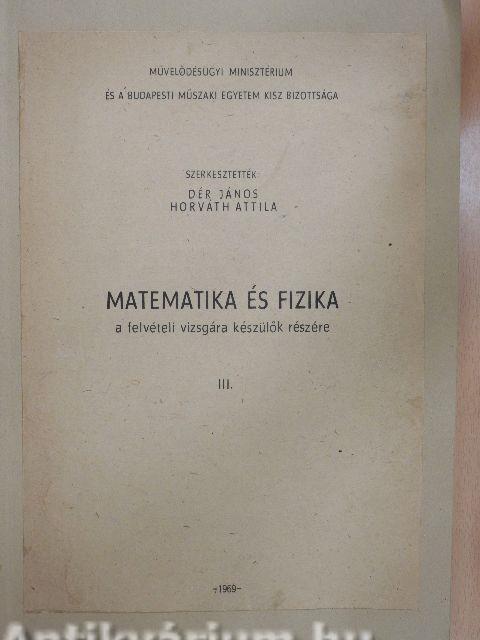 MŰVELŐDÉSÜGYI MINISZTÉRIUM
ÉS A BUDAPESTI MŰSZAKI EGYETEM KISZ BIZOTTSÁGA
SZERKESZTETTÉK:
DÉR JÁNOS
HORVÁTH ATTILA
MATEMATIKA ÉS FIZIKA
a felvételi vizsgára készülők részére
III.
-1969-
Antikvárium.hu